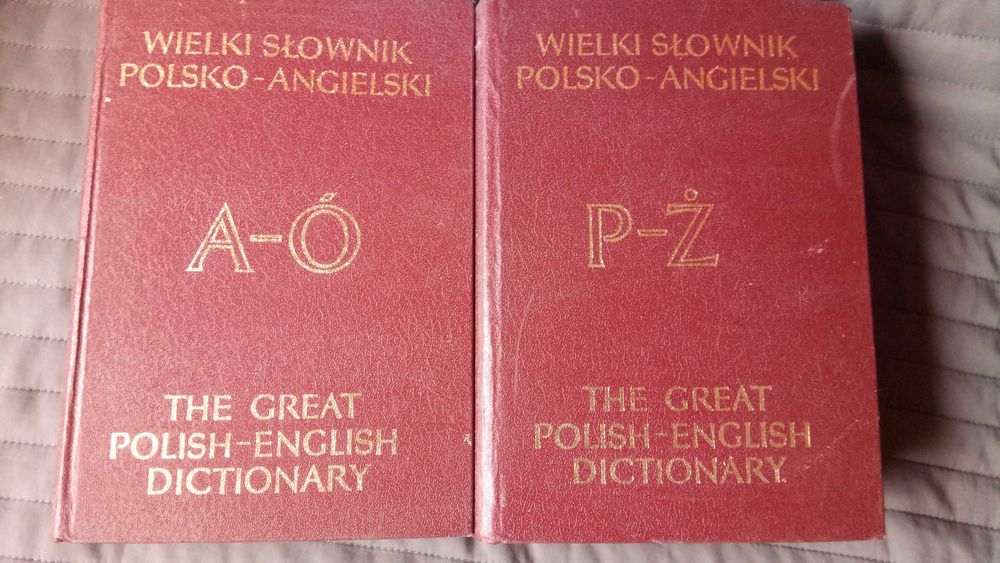 WIELKI SŁOWNIK
POLSKO-ANGIELSKI
A-Ó
THE GREAT
POLISH-ENGLISH
DICTIONARY
WIELKI SŁOWNIK
POLSKO-ANGIELSKI
P-Ż
THE GREAT
POLISH-ENGLISH
DICTIONARY